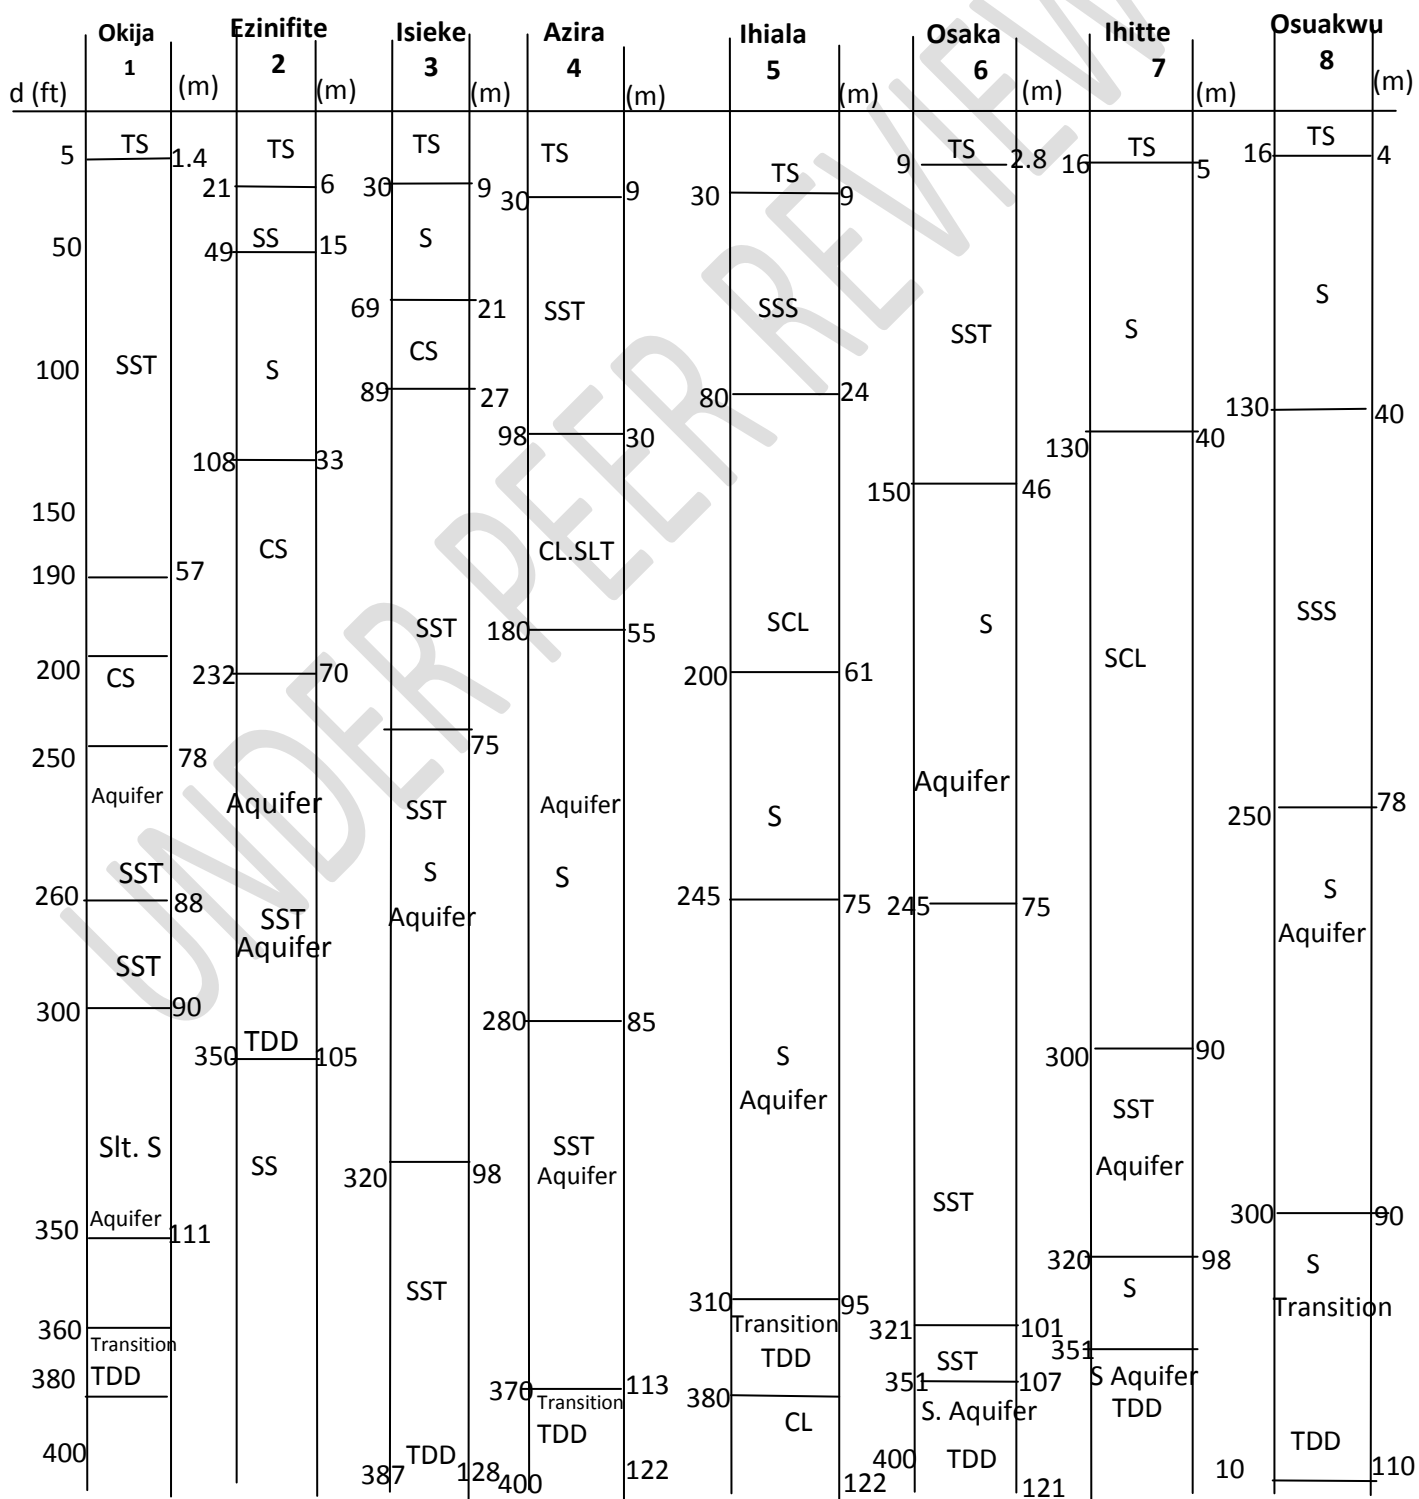 UNDER PEER REVIEW
Okija Ezinifite Isieke Azira Ihiala Osaka Ihitte Osuakwu
1 2 3 4 5 6 7 8
d (ft) (m) (m) (m) (m) (m) (m) (m) (m)
TS
5 1.4
50
SST
100
150
190 57
200
CS
250 78
Aquifer
SST
260 88
SST
300 90
Slt. S
Aquifer
350 111
360
Transition
380 TDD
400
TS
21 6
SS
49 15
S
108 33
CS
232 70
Aquifer
SST
Aquifer
TDD
350 105
SS
TS
30 9
S
69 21
CS
89 27
SST
75
SST
S
Aquifer
320 98
SST
TDD
387 128
TS
30 9
SST
98 30
CL.SLT
180 55
Aquifer
S
280 85
SST
Aquifer
370 113
Transition
TDD
400 122
TS
30 9
SSS
80 24
SCL
200 61
S
245 75
S
Aquifer
310 95
Transition
TDD
380
CL
122
TS
9 2.8
SST
150 46
S
Aquifer
245 75
SST
321 101
SST
351 107
S. Aquifer
400 TDD
121
TS
16 5
S
130 40
SCL
300 90
SST
Aquifer
320 98
S
351
S Aquifer
TDD
TS
16 4
S
130 40
SSS
250 78
S
Aquifer
300 90
S
Transition
TDD
10 110